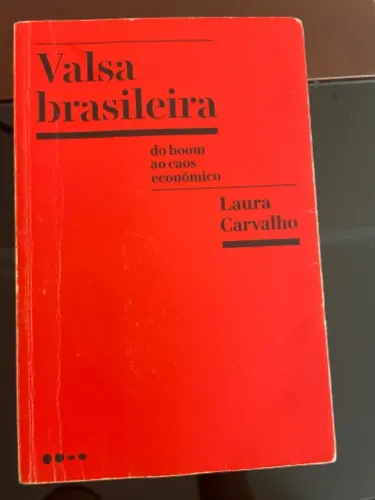 Valsa
brasileira
do boom
ao caos
econômico
Laura
Carvalho